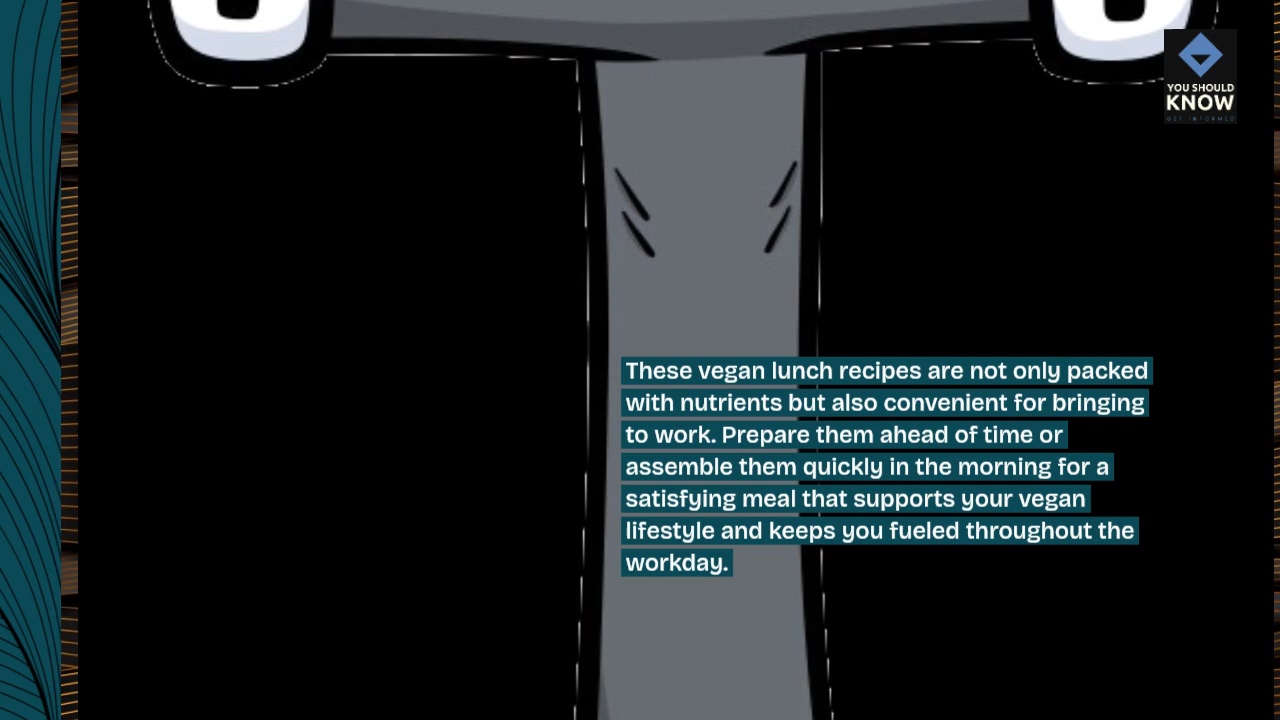 YOU SHOULD
KNOW
GET INFORMED
These vegan lunch recipes are not only packed
with nutrients but also convenient for bringing
to work. Prepare them ahead of time or
assemble them quickly in the morning for a
satisfying meal that supports your vegan
lifestyle and keeps you fueled throughout the
workday.